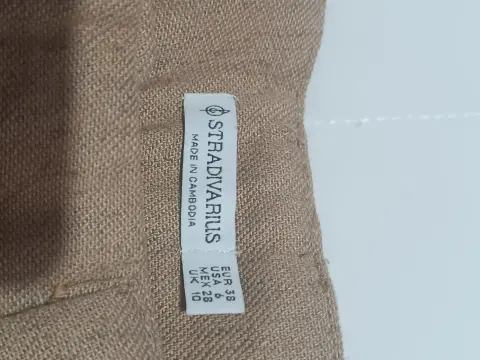 STRADIVARIUS
MADE IN CAMBODIA
EUR 38
USA 6
MEX 28
UK 10